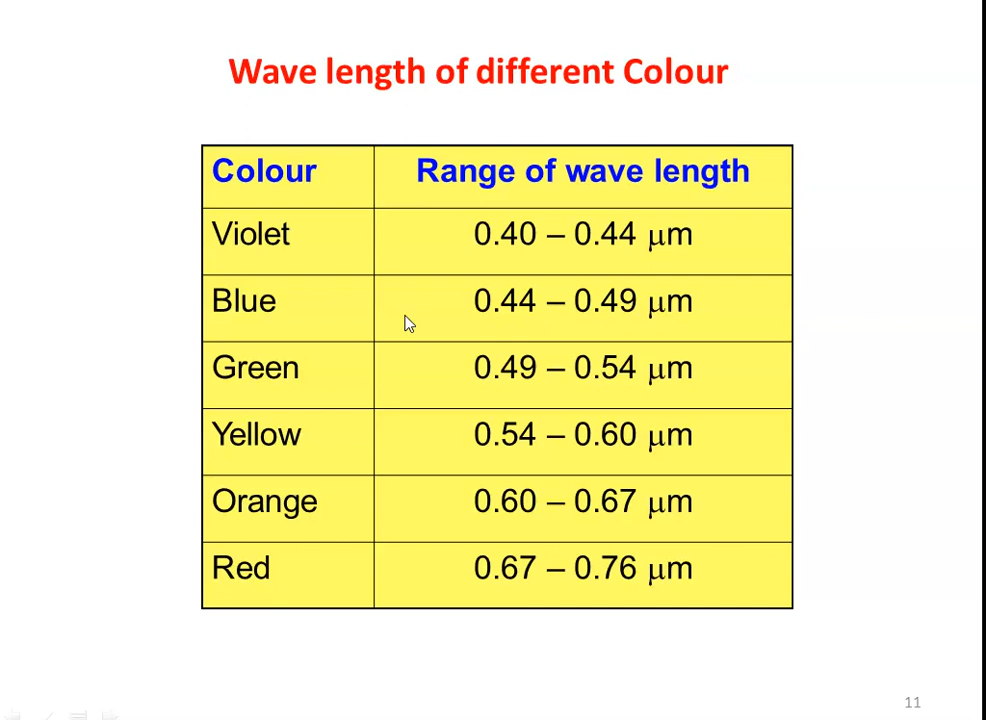 Wave length of different Colour
Colour Range of wave length
Violet 0.40 – 0.44 μm
Blue 0.44 – 0.49 μm
Green 0.49 – 0.54 μm
Yellow 0.54 – 0.60 μm
Orange 0.60 – 0.67 μm
Red 0.67 – 0.76 μm
11